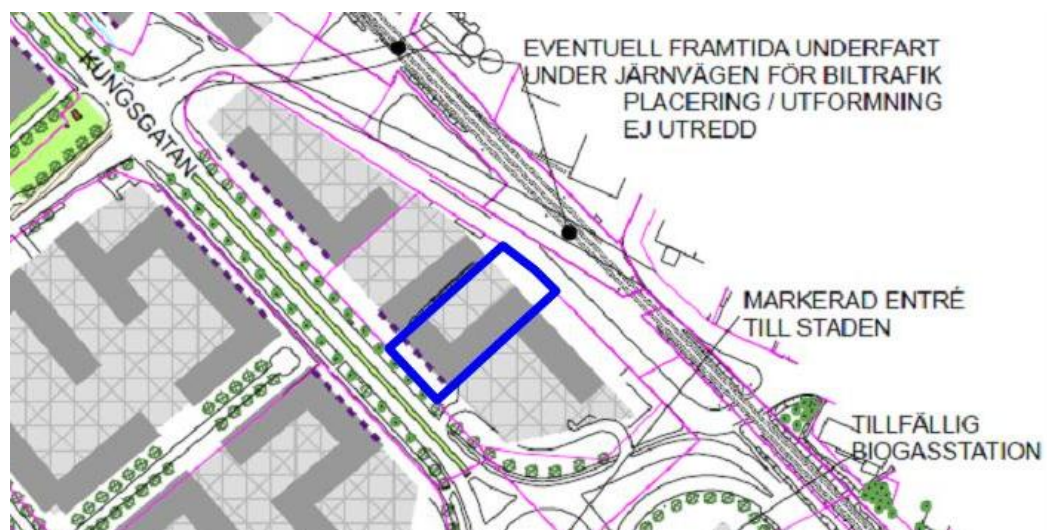 EVENTUELL FRAMTIDA UNDERFART
UNDER JÄRNVÄGEN FÖR BILTRAFIK
PLACERING / UTFORMNING
EJ UTREDD
KUNGSGATAN
MARKERAD ENTRÉ
TILL STADEN
TILLFÄLLIG
BIOGASSTATION